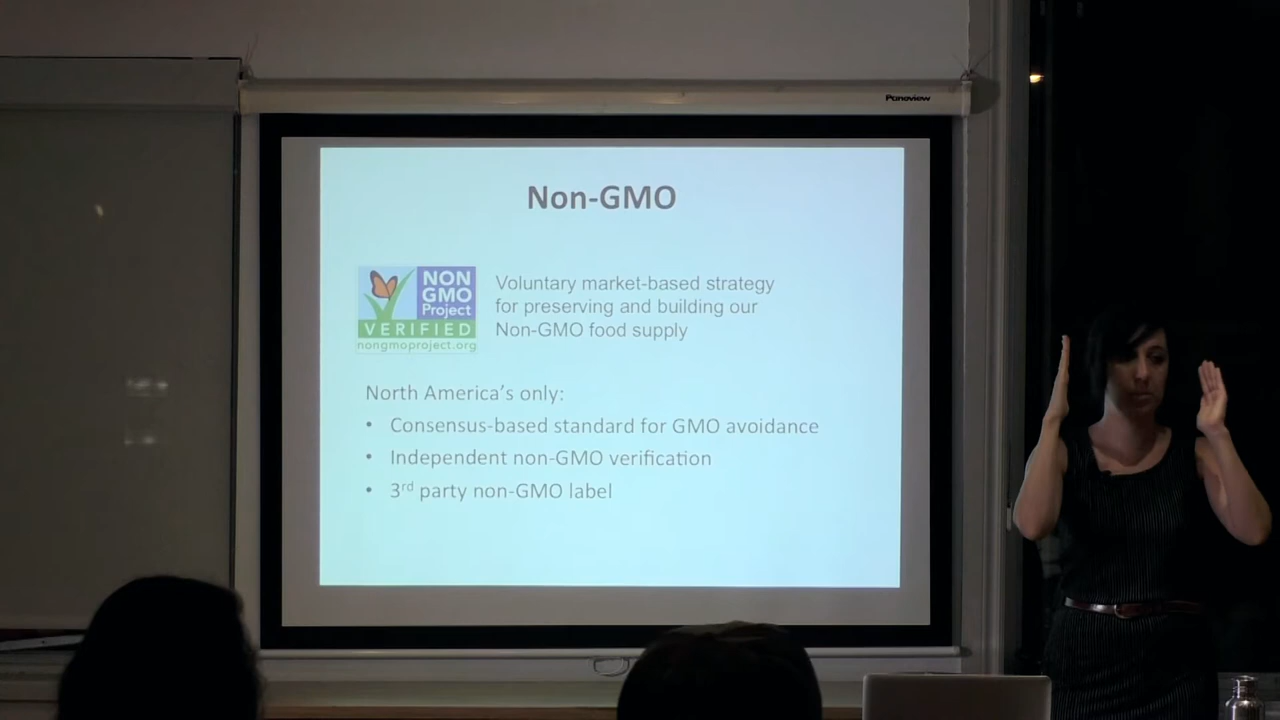 Panaview
Non-GMO
NON
GMO
Project
VERIFIED
nongmoproject.org
Voluntary market-based strategy
for preserving and building our
Non-GMO food supply
North America's only:
• Consensus-based standard for GMO avoidance
• Independent non-GMO verification
• 3rd party non-GMO label